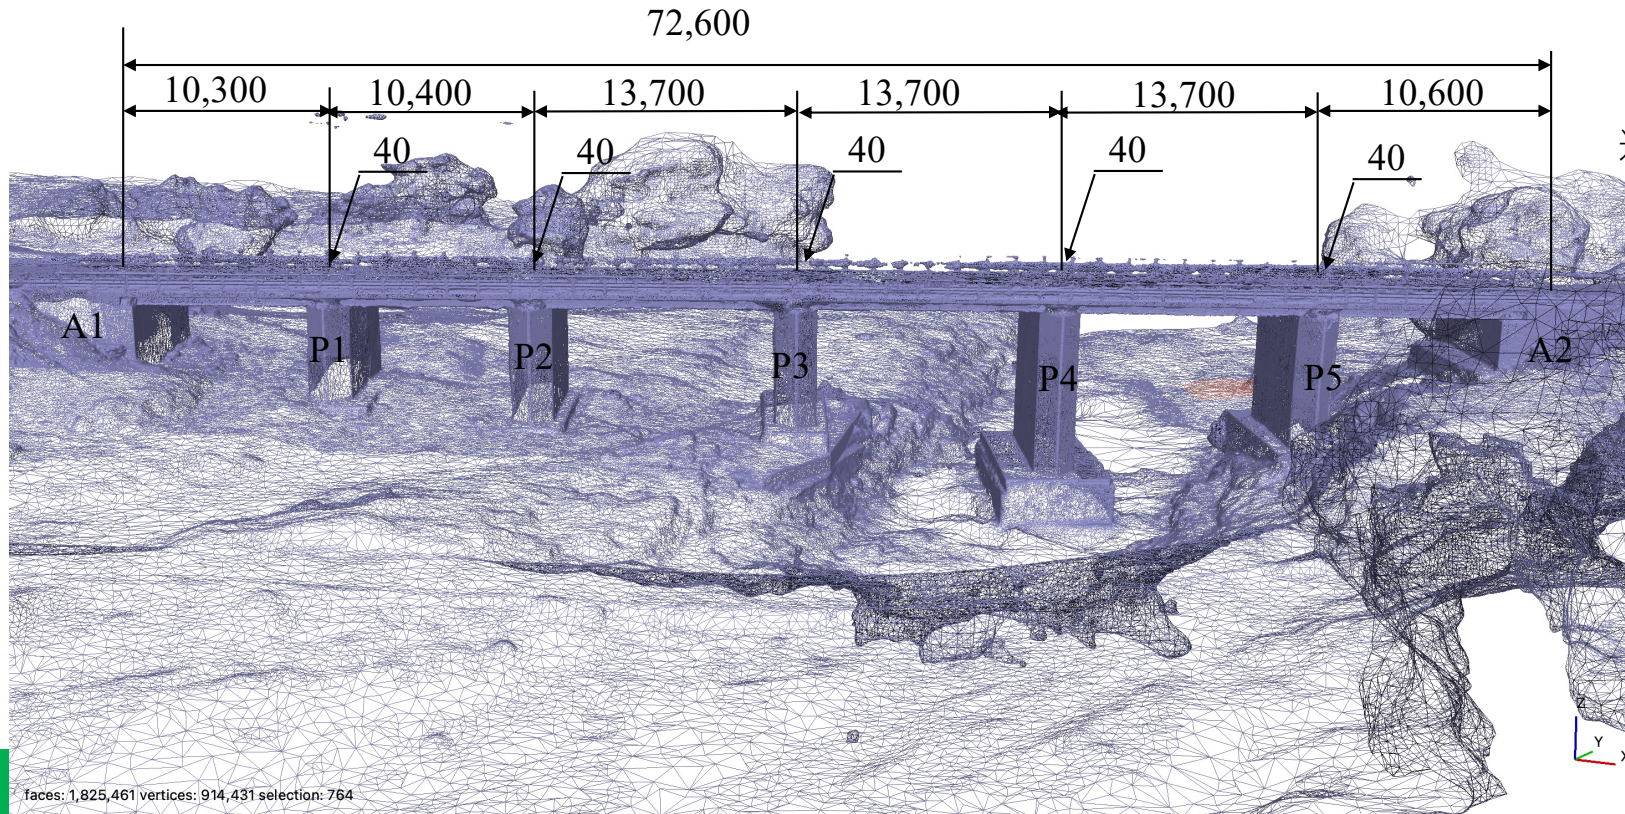 72,600
10,300 10,400 13,700 13,700 13,700 10,600
40 40 40 40 40
A1 P1 P2 P3 P4 P5 A2
Z
Y
X
faces: 1,825,461 vertices: 914,431 selection: 764